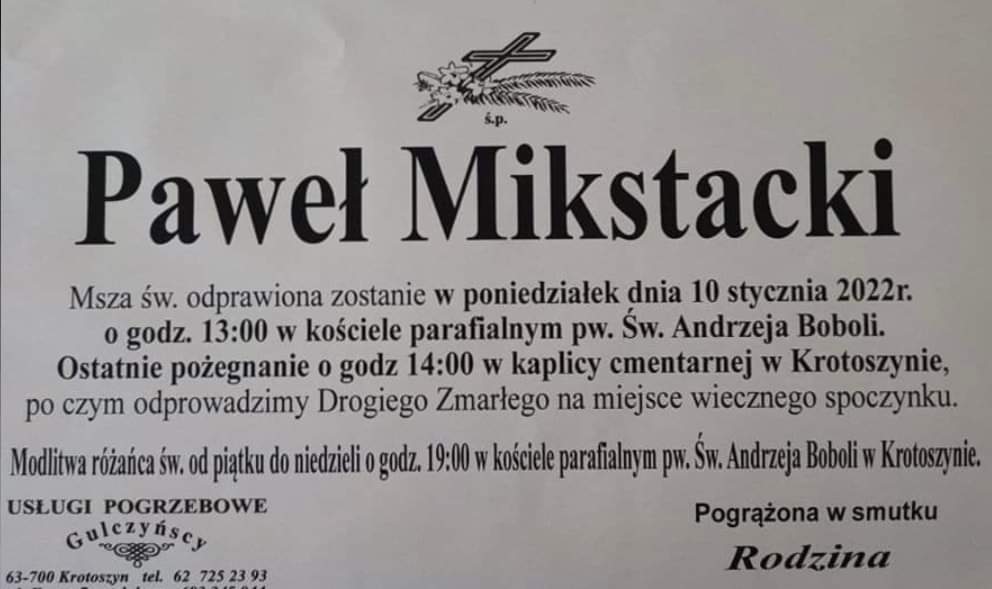 ś.p.
Paweł Mikstacki
Msza św. odprawiona zostanie w poniedziałek dnia 10 stycznia 2022r.
o godz. 13:00 w kościele parafialnym pw. Św. Andrzeja Boboli.
Ostatnie pożegnanie o godz 14:00 w kaplicy cmentarnej w Krotoszynie,
po czym odprowadzimy Drogiego Zmarłego na miejsce wiecznego spoczynku.
Modlitwa różańca św. od piątku do niedzieli o godz. 19:00 w kościele parafialnym pw. Św. Andrzeja Boboli w Krotoszynie.
USŁUGI POGRZEBOWE
Gulczyńscy
63-700 Krotoszyn tel. 62 725 23 93
Pogrążona w smutku
Rodzina